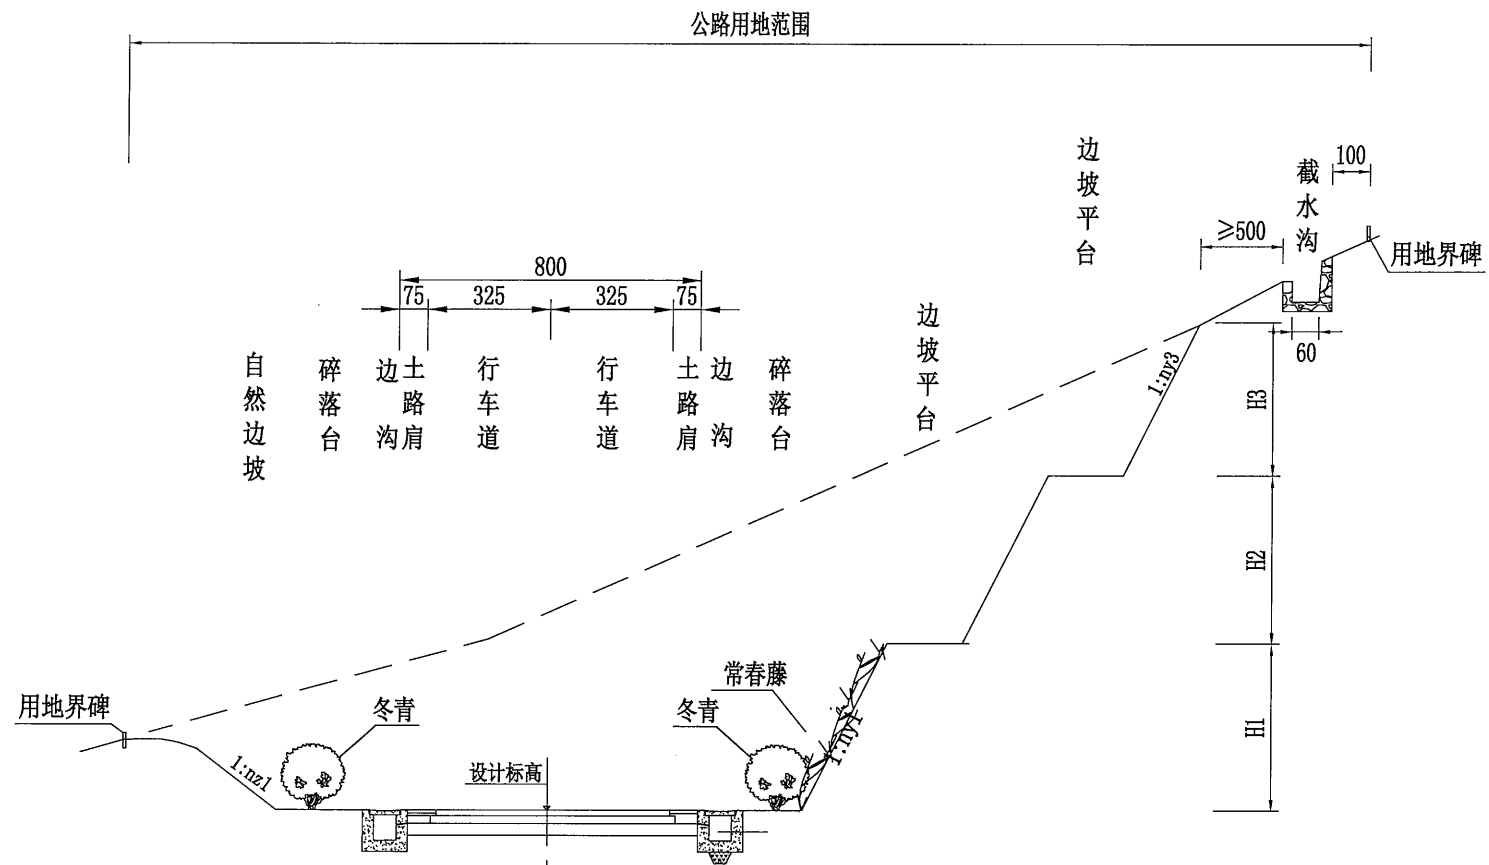 公路用地范围
边坡平台
截水沟
100
≥500
用地界碑
800
75
325
325
75
60
自然边坡
碎落台
边沟
土路肩
行车道
行车道
土路肩
边沟
碎落台
边坡平台
1:ny3
H3
H2
H1
常春藤
冬青
冬青
用地界碑
1:nz1
1:ny1
设计标高